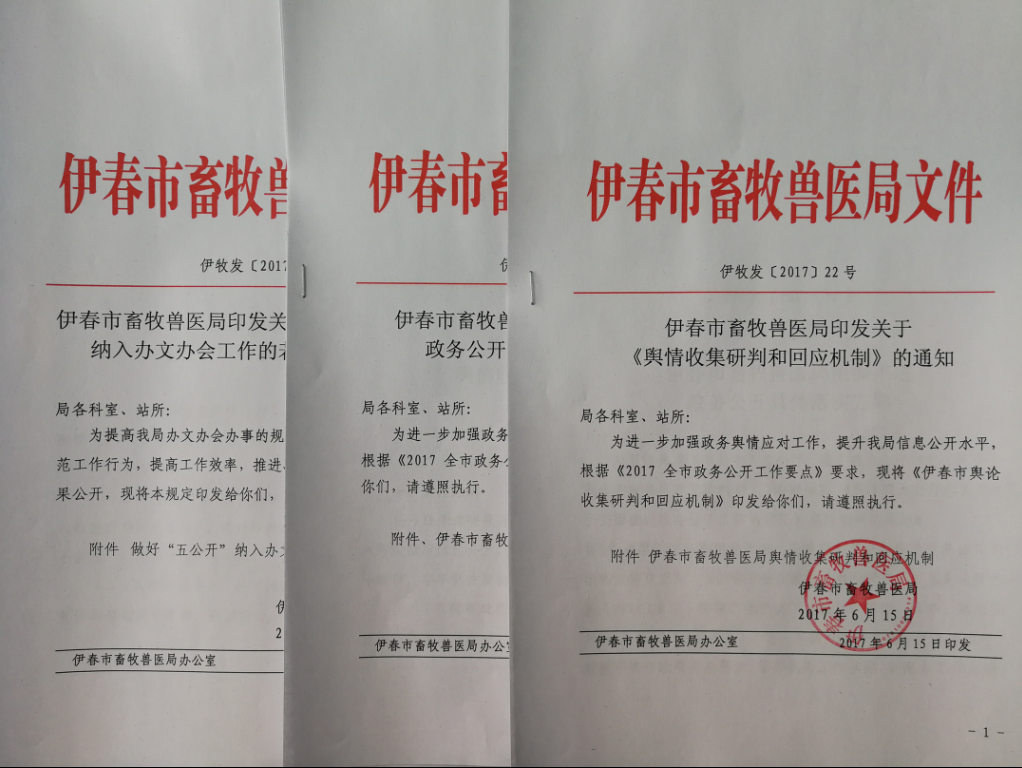 伊春市畜牧兽
伊牧发〔2017
伊春市畜牧兽医局印发关
纳入办文办会工作的
局各科室、站所:
为提高我局办文办会办事的规
范工作行为，提高工作效率，推进
果公开，现将本规定印发给你们，
附件 做好“五公开”纳入办
2
伊春市畜牧兽医局办公室
伊春市畜
伊春市畜牧兽
政务公开
局各科室、站所:
为进一步加强政务
根据《2017 全市政务
你们，请遵照执行。
附件、伊春市畜牧
伊春市畜牧兽医局办公
伊春市畜牧兽医局文件
伊牧发〔2017〕22 号
伊春市畜牧兽医局印发关于
《舆情收集研判和回应机制》的通知
局各科室、站所:
为进一步加强政务舆情应对工作，提升我局信息公开水平，
根据《2017 全市政务公开工作要点》要求，现将《伊春市舆论
收集研判和回应机制》印发给你们，请遵照执行。
附件 伊春市畜牧兽医局舆情收集研判和回应机制
伊春市畜牧兽医局
2017 年 6 月 15 日
伊春市畜牧兽医局
伊春市畜牧兽医局办公室 2017 年 6 月 15 日印发
- 1 -